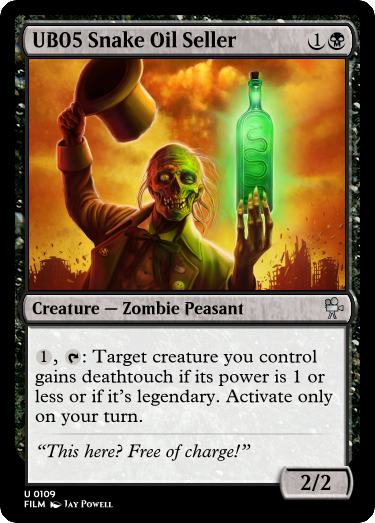 UB05 Snake Oil Seller 1
Creature — Zombie Peasant
1, : Target creature you control
gains deathtouch if its power is 1 or
less or if it's legendary. Activate only
on your turn.
“This here? Free of charge!”
2/2
U 0109
FILM Jay Powell